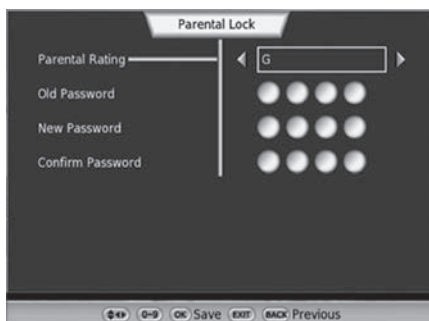 Parental Lock
Parental Rating G
Old Password
New Password
Confirm Password
0~9 OK Save EXIT BACK Previous